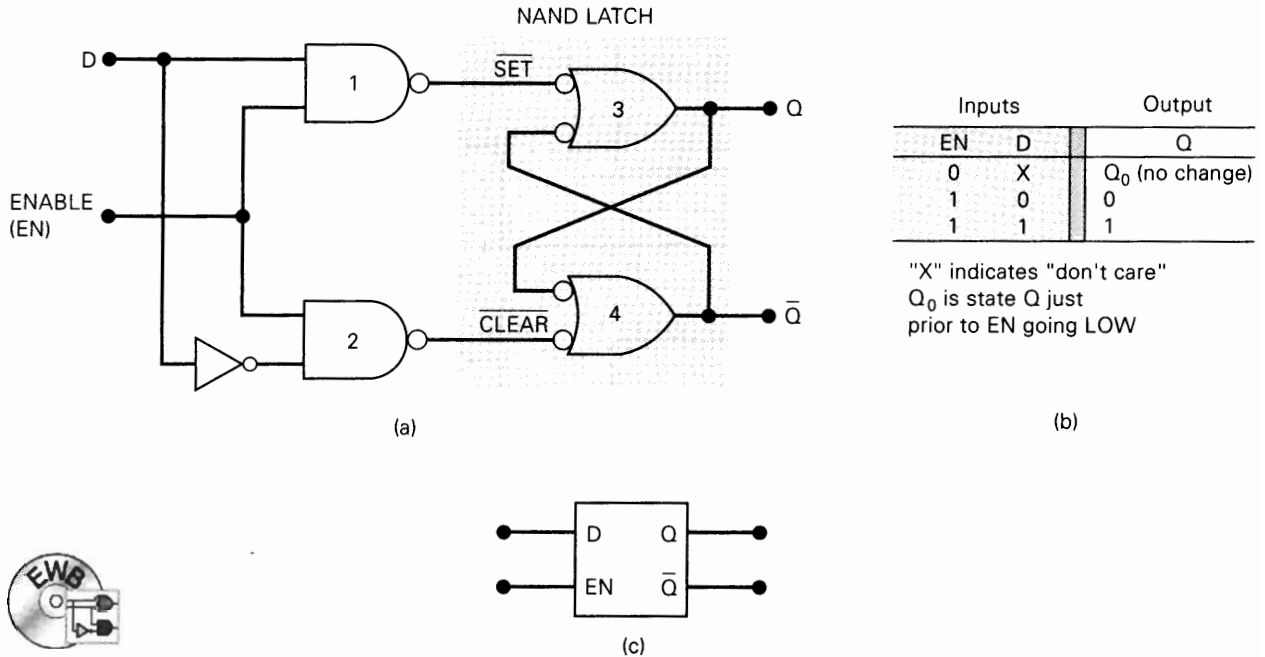 NAND LATCH
D
1
SET
3
Q
ENABLE
(EN)
2
CLEAR
4
Q̅
(a)
Inputs Output
EN D Q
0 X Q₀ (no change)
1 0 0
1 1 1
"X" indicates "don't care"
Q₀ is state Q just
prior to EN going LOW
(b)
D Q
EN Q̅
(c)
EWB